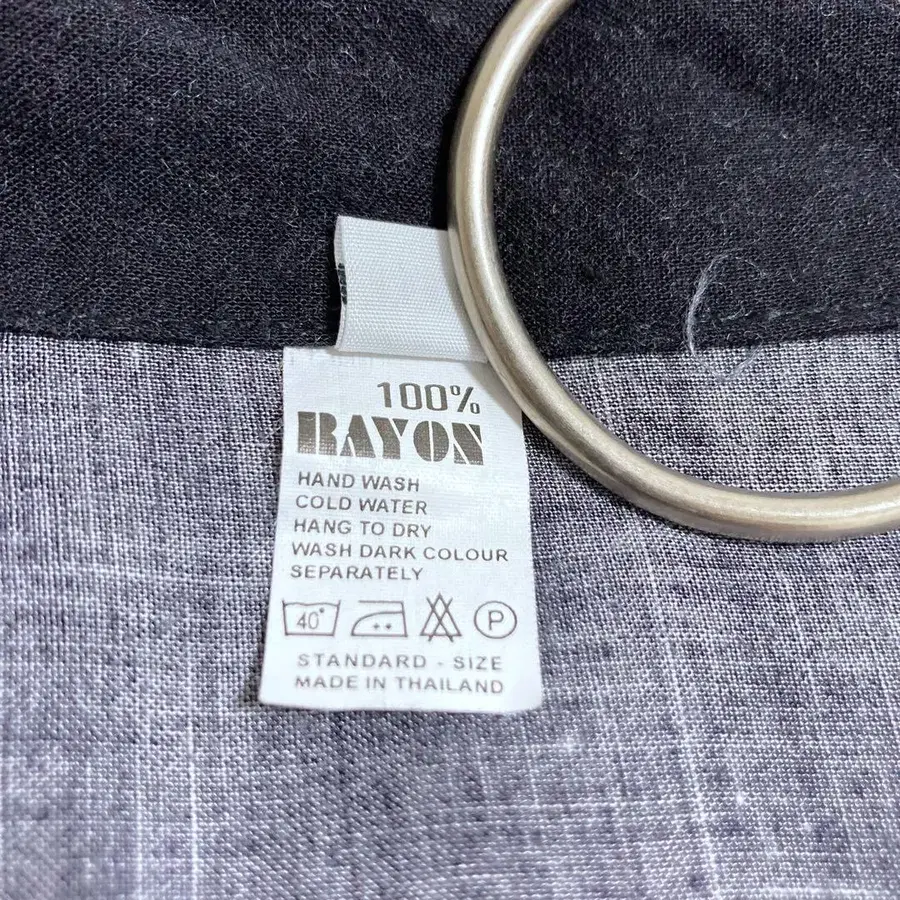 100%
RAYON
HAND WASH
COLD WATER
HANG TO DRY
WASH DARK COLOUR
SEPARATELY
40°
P
STANDARD - SIZE
MADE IN THAILAND